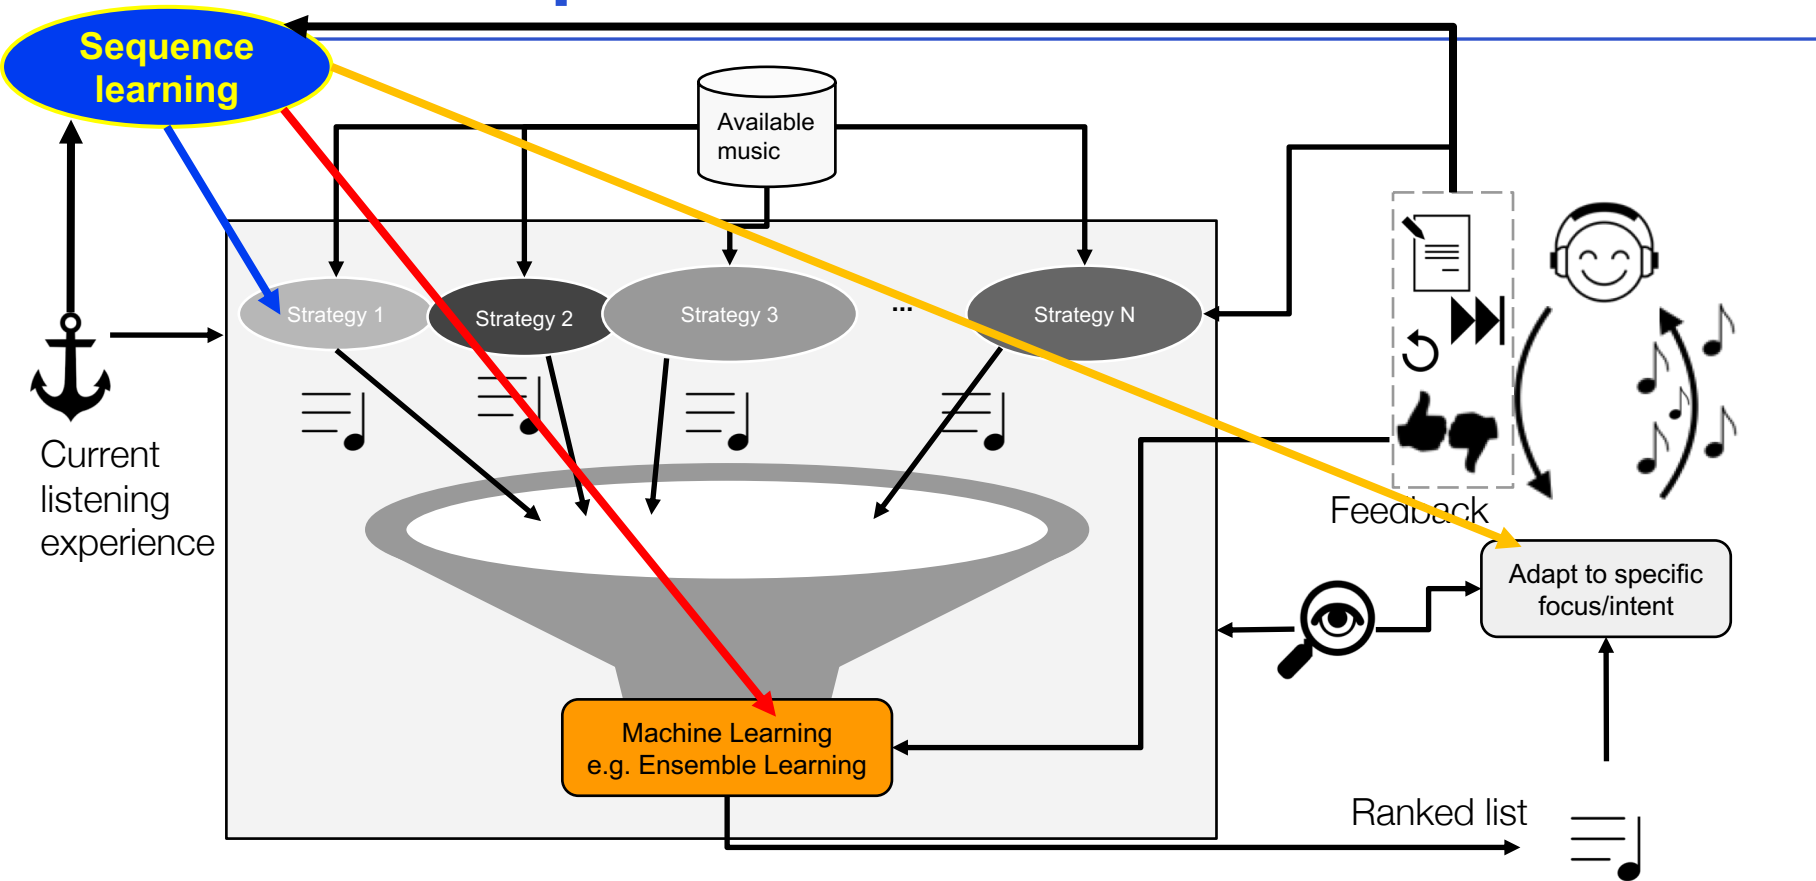 Sequence
learning
Available
music
Strategy 1
Strategy 2
Strategy 3
...
Strategy N
Current
listening
experience
Feedback
Adapt to specific
focus/intent
Machine Learning
e.g. Ensemble Learning
Ranked list